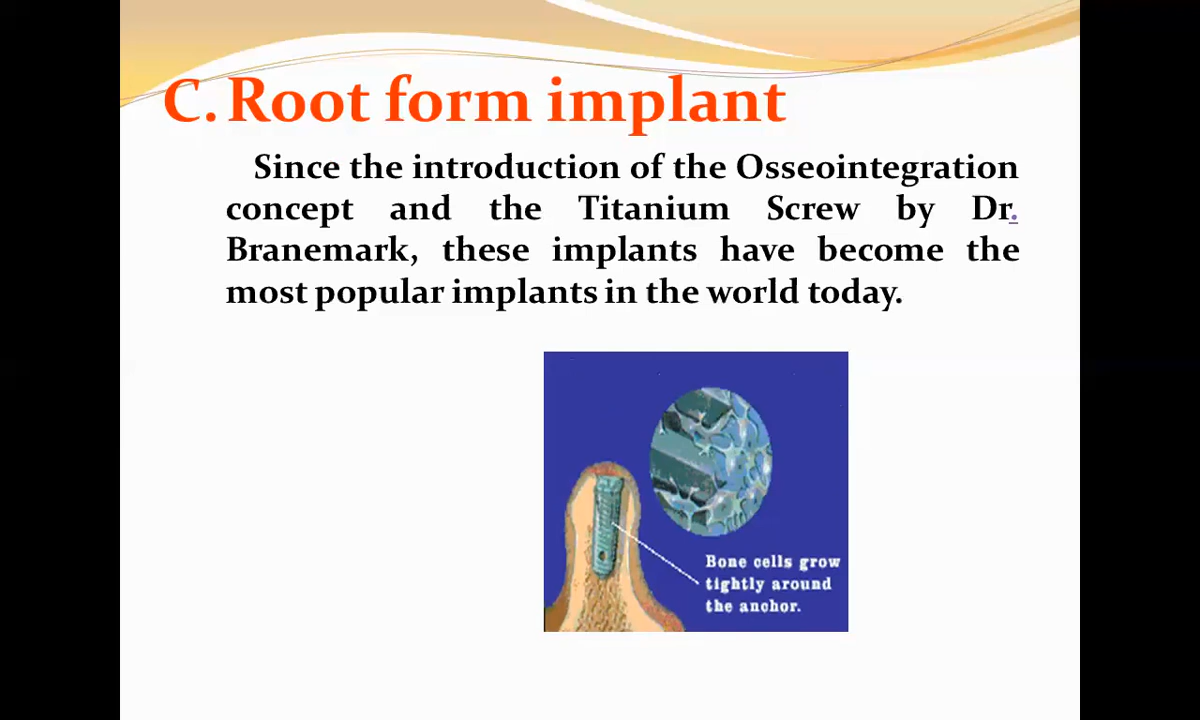 C. Root form implant
Since the introduction of the Osseointegration
concept and the Titanium Screw by Dr.
Branemark, these implants have become the
most popular implants in the world today.
Bone cells grow
tightly around
the anchor.